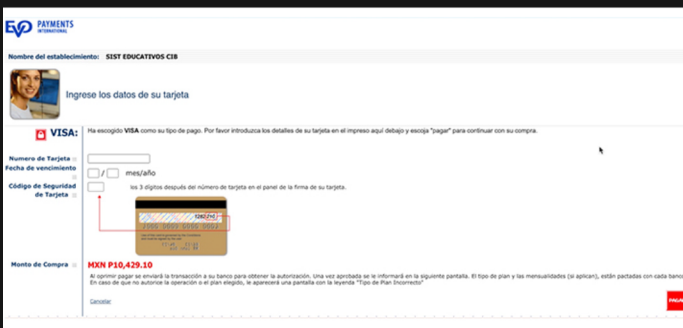 EVO PAYMENTS
INTERNATIONAL
Nombre del establecimiento: SIST EDUCATIVOS CIB
Ingrese los datos de su tarjeta
VISA:
Ha escogido VISA como su tipo de pago. Por favor introduzca los detalles de su tarjeta en el impreso aquí debajo y escoja "pagar" para continuar con su compra.
Numero de Tarjeta
Fecha de vencimiento
/ mes/año
Código de Seguridad
de Tarjeta
los 3 dígitos después del número de tarjeta en el panel de la firma de su tarjeta.
Monto de Compra
MXN P10,429.10
Al oprimir pagar se enviará la transacción a su banco para obtener la autorización. Una vez aprobada se le informará en la siguiente pantalla. El tipo de plan y las mensualidades (si aplican), están pactadas con cada banco
En caso de que no autorice la operación o el plan elegido, le aparecerá una pantalla con la leyenda "Tipo de Plan Incorrecto"
Cancelar
PAGAR